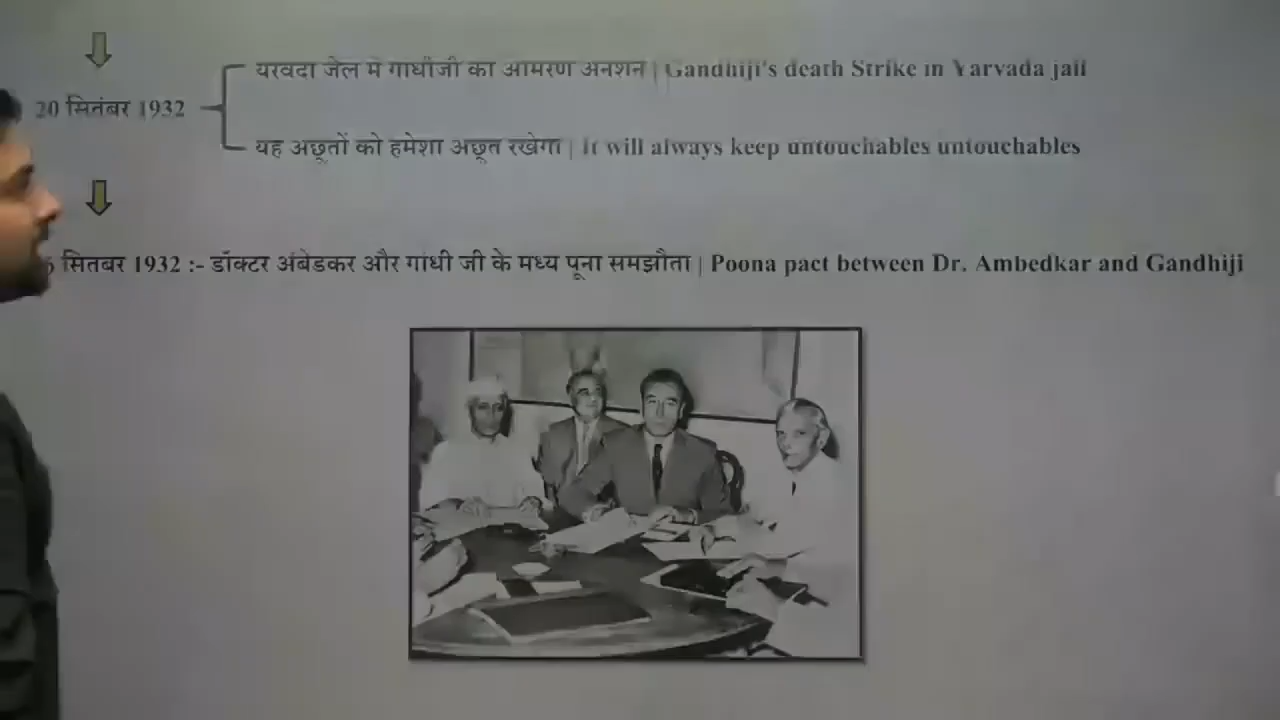 यरवदा जेल में गांधीजी का आमरण अनशन | Gandhiji's death Strike in Yarvada jail
20 सितंबर 1932
यह अछूतों को हमेशा अछूत रखेगा | It will always keep untouchables untouchables
सितंबर 1932 :- डॉक्टर अंबेडकर और गांधी जी के मध्य पूना समझौता | Poona pact between Dr. Ambedkar and Gandhiji